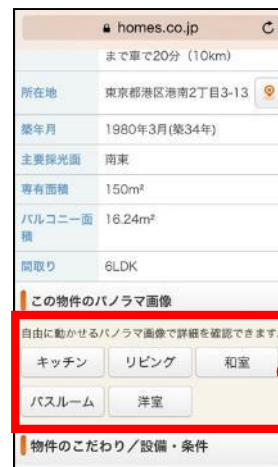 homes.co.jp
まで車で20分（10km）
所在地 東京都港区港南2丁目3-13
築年月 1980年3月(築34年)
主要採光面 南東
専有面積 150m²
バルコニー面積 16.24m²
間取り 6LDK
この物件のパノラマ画像
自由に動かせるパノラマ画像で詳細を確認できます。
キッチン リビング 和室
バスルーム 洋室
物件のこだわり／設備・条件